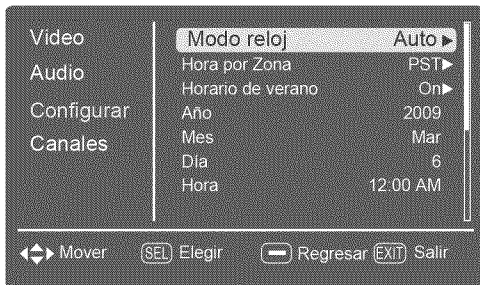 Video
Audio
Configurar
Canales
Modo reloj Auto
Hora por Zona PST
Horario de verano On
Año 2009
Mes Mar
Día 6
Hora 12:00 AM
Mover SEL Elegir Regresar EXIT Salir